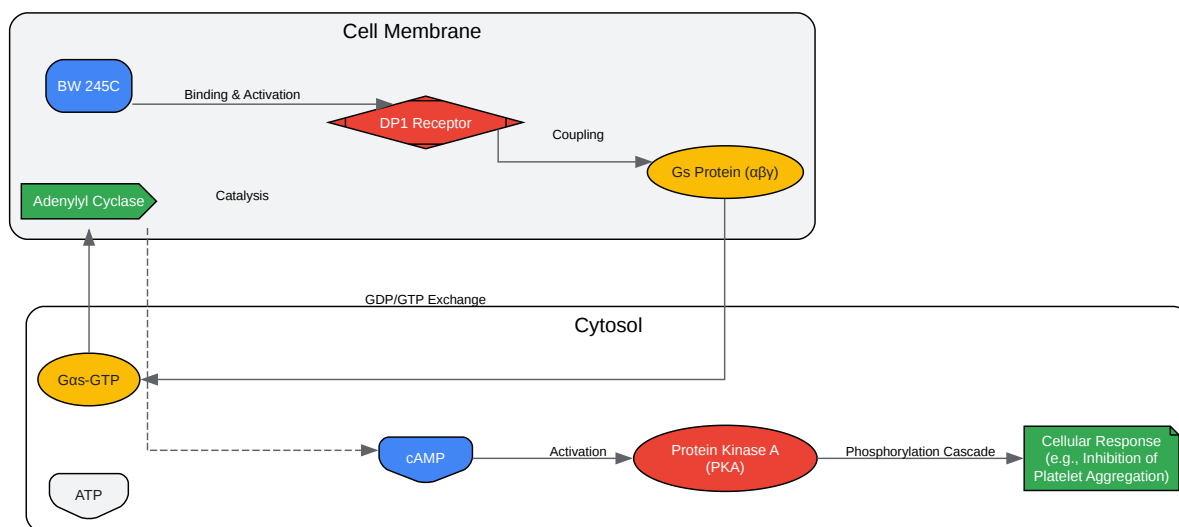 Cell Membrane
BW 245C
Binding & Activation
DP1 Receptor
Coupling
Gs Protein (αβγ)
Adenylyl Cyclase
Catalysis
GDP/GTP Exchange
Cytosol
Gαs-GTP
cAMP
Activation
Protein Kinase A
(PKA)
Phosphorylation Cascade
Cellular Response
(e.g., Inhibition of
Platelet Aggregation)
ATP